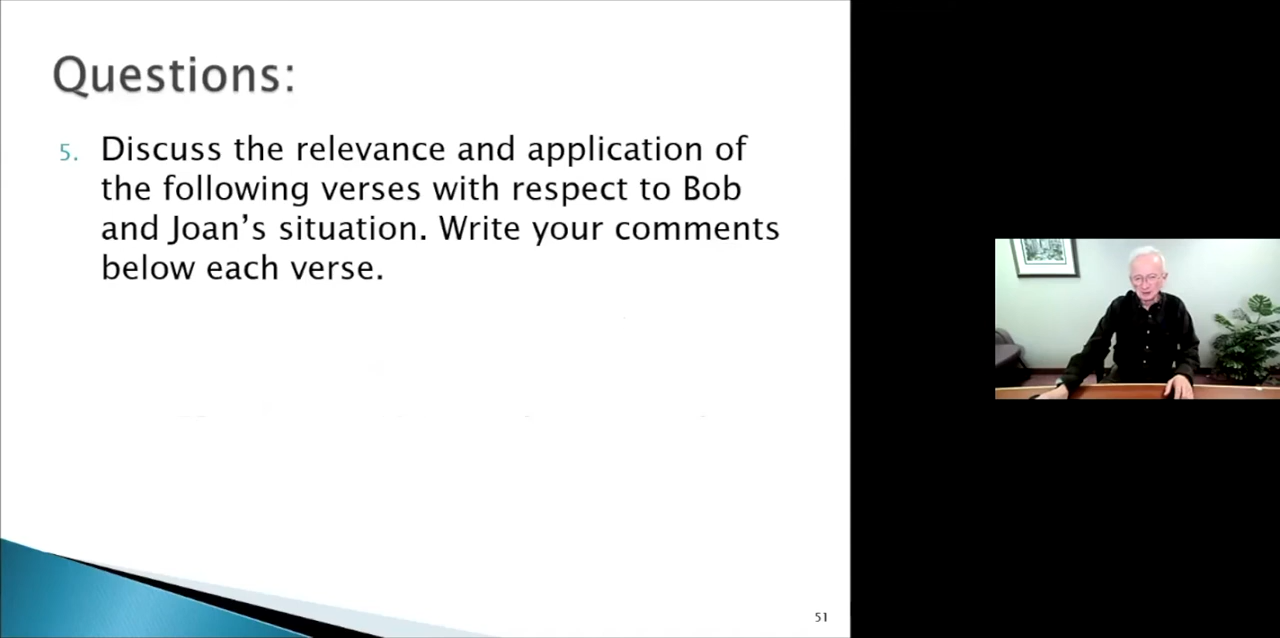 Questions:
5. Discuss the relevance and application of
the following verses with respect to Bob
and Joan's situation. Write your comments
below each verse.
51